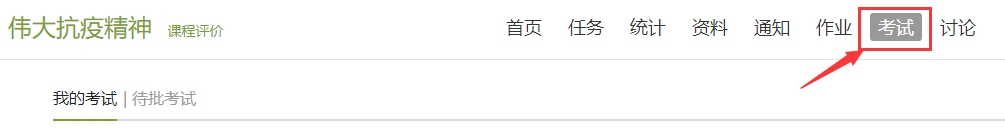 伟大抗疫精神 课程评价 首页 任务 统计 资料 通知 作业 考试 讨论
我的考试 | 待批考试